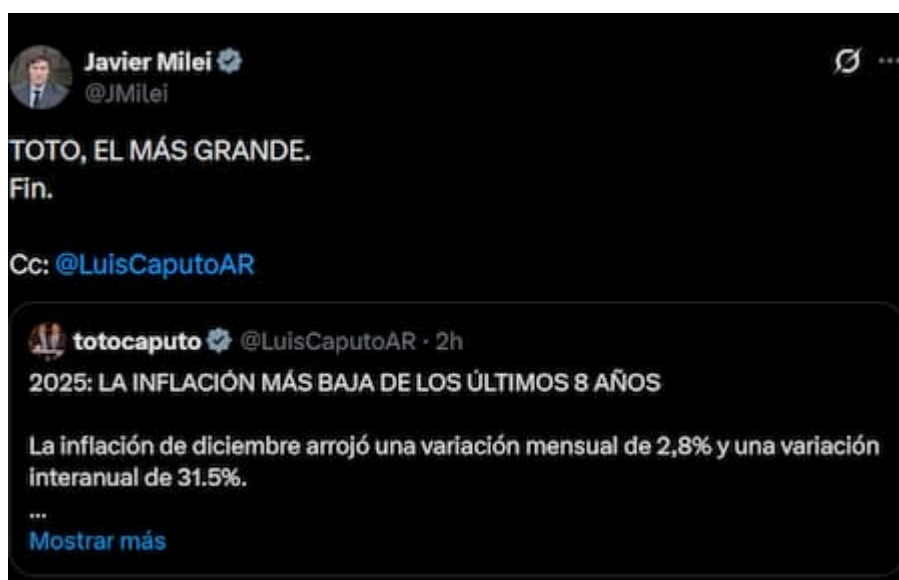 Javier Milei
@JMilei
TOTO, EL MÁS GRANDE.
Fin.
Cc: @LuisCaputoAR
totocaputo @LuisCaputoAR · 2h
2025: LA INFLACIÓN MÁS BAJA DE LOS ÚLTIMOS 8 AÑOS
La inflación de diciembre arrojó una variación mensual de 2,8% y una variación
interanual de 31.5%.
...
Mostrar más